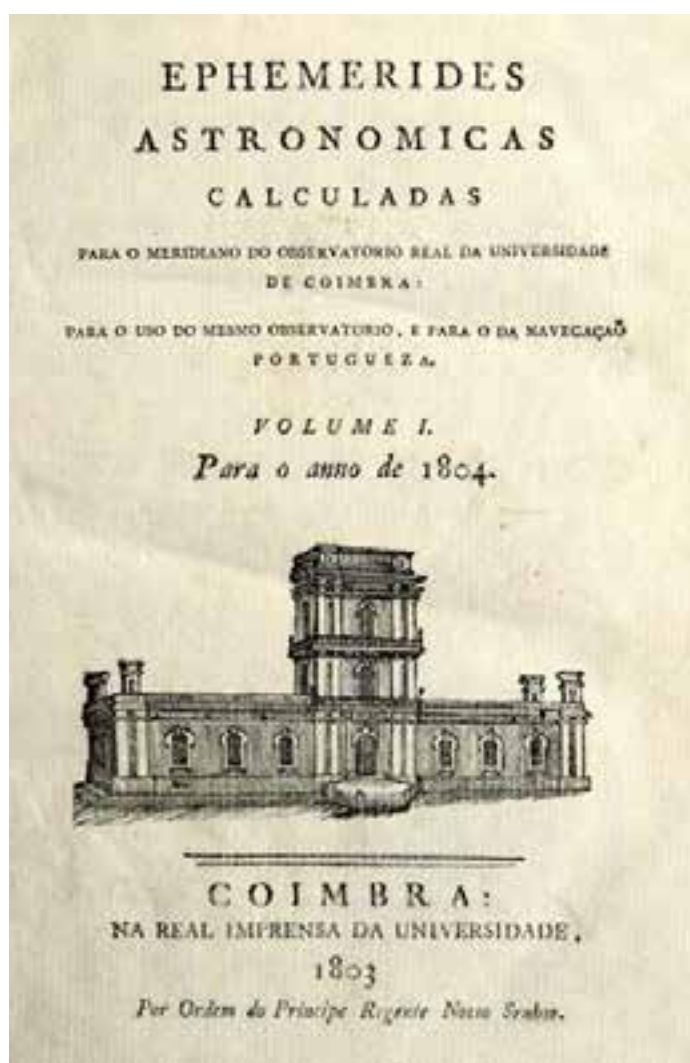 EPHEMERIDES
ASTRONOMICAS
CALCULADAS
PARA O MERIDIANO DO OBSERVATORIO REAL DA UNIVERSIDADE
DE COIMBRA:
PARA O USO DO MESMO OBSERVATORIO, E PARA O DA NAVEGAÇAÕ
PORTUGUEZA.
VOLUME I.
Para o anno de 1804.
COIMBRA:
NA REAL IMPRENSA DA UNIVERSIDADE,
1803
Por Ordem do Principe Regente Nosso Senhor.